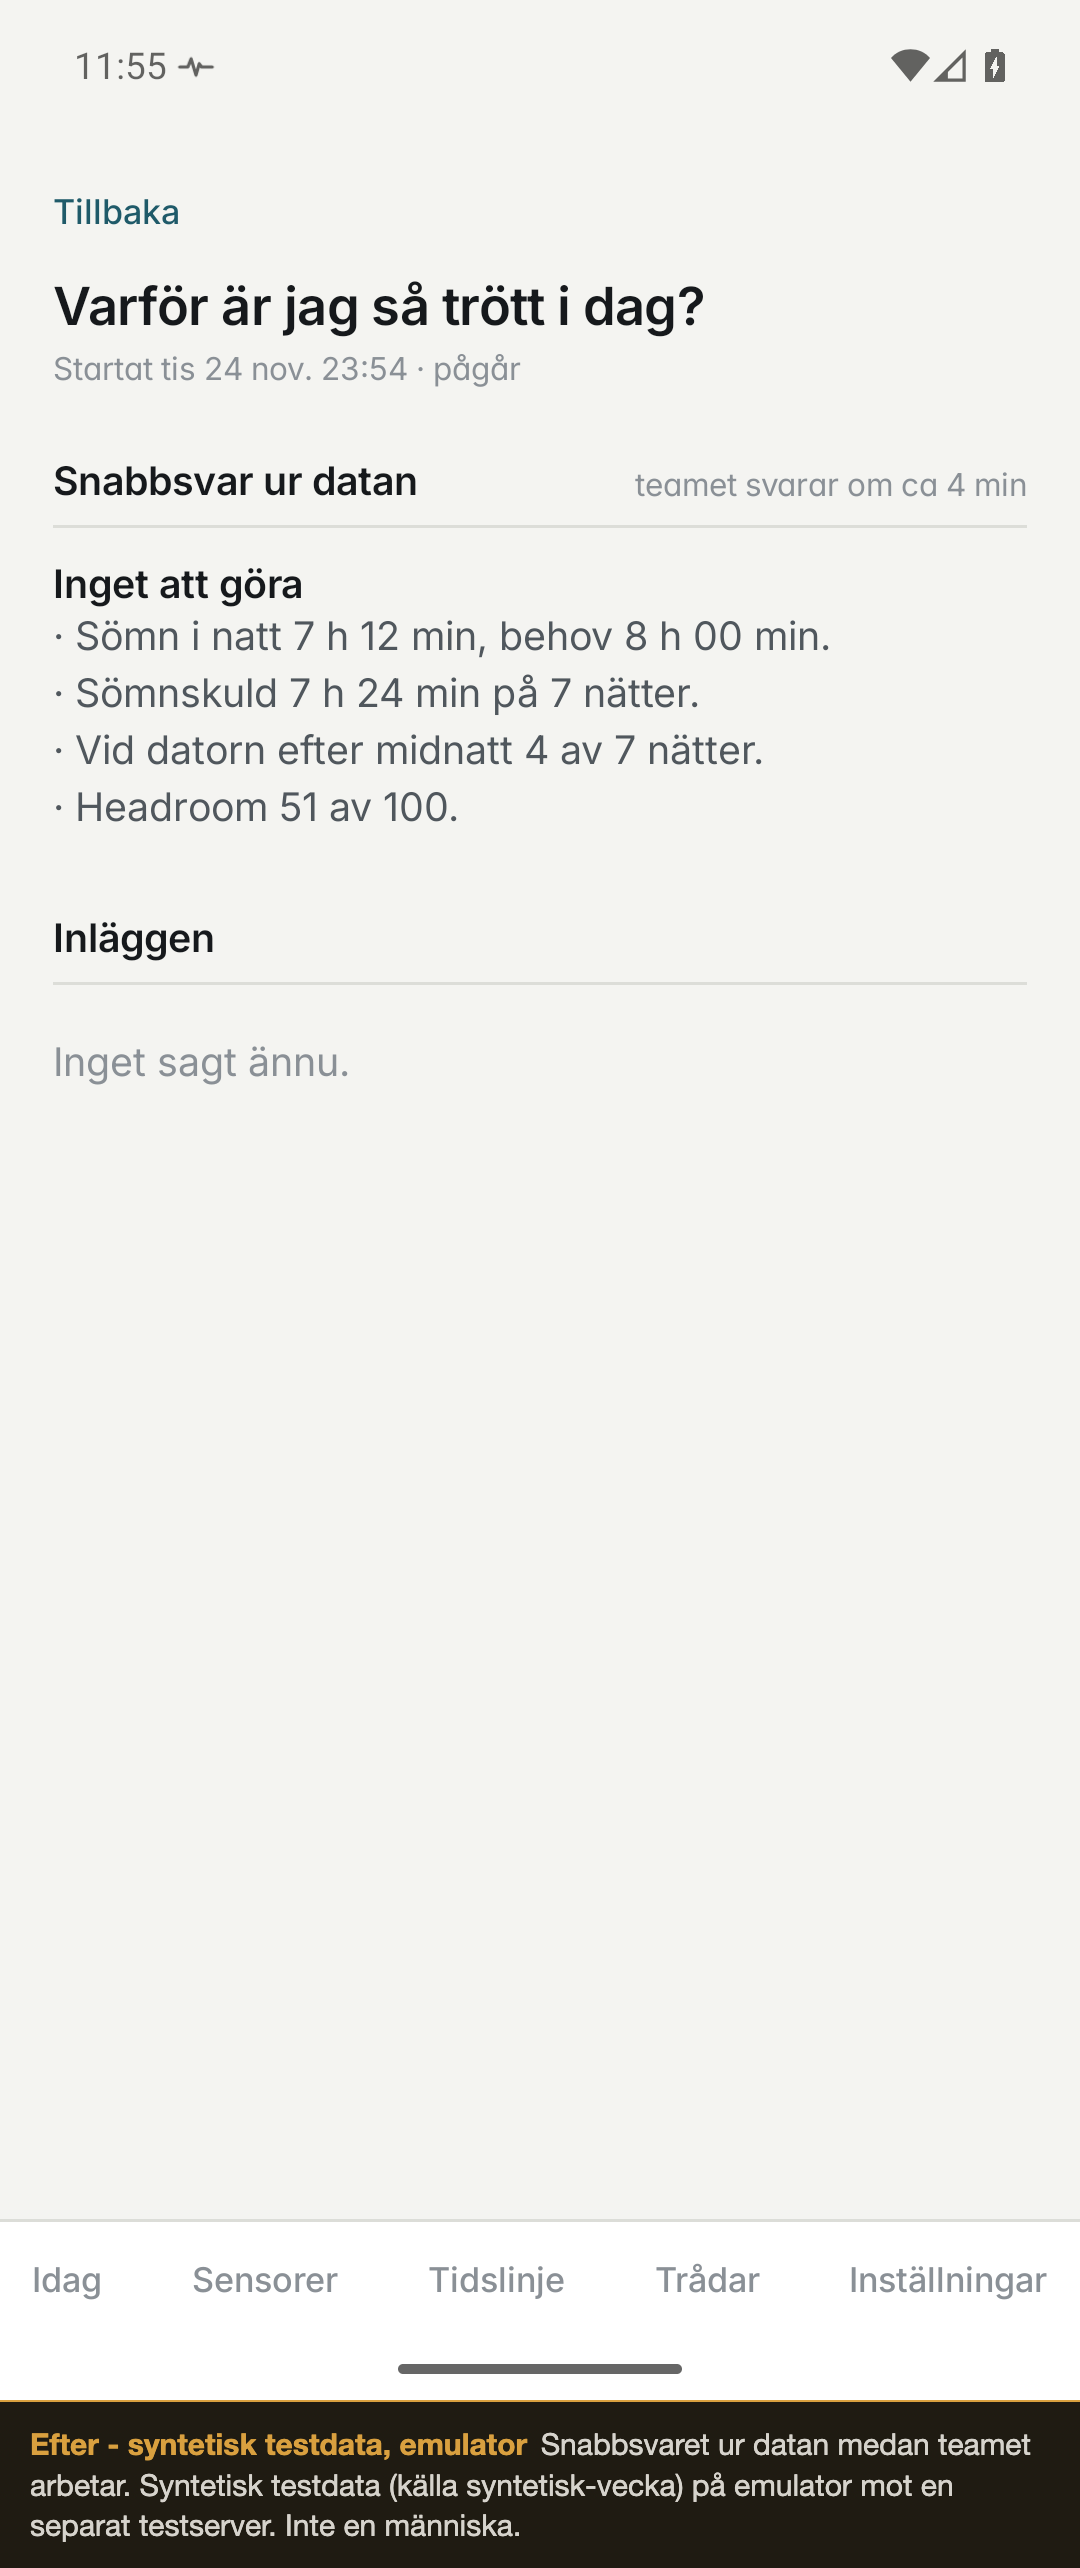 11:55
Tillbaka
Varför är jag så trött i dag?
Startat tis 24 nov. 23:54 · pågår
Snabbsvar ur datan teamet svarar om ca 4 min
Inget att göra
· Sömn i natt 7 h 12 min, behov 8 h 00 min.
· Sömnskuld 7 h 24 min på 7 nätter.
· Vid datorn efter midnatt 4 av 7 nätter.
· Headroom 51 av 100.
Inläggen
Inget sagt ännu.
Idag Sensorer Tidslinje Trådar Inställningar
Efter - syntetisk testdata, emulator Snabbsvaret ur datan medan teamet
arbetar. Syntetisk testdata (källa syntetisk-vecka) på emulator mot en
separat testserver. Inte en människa.